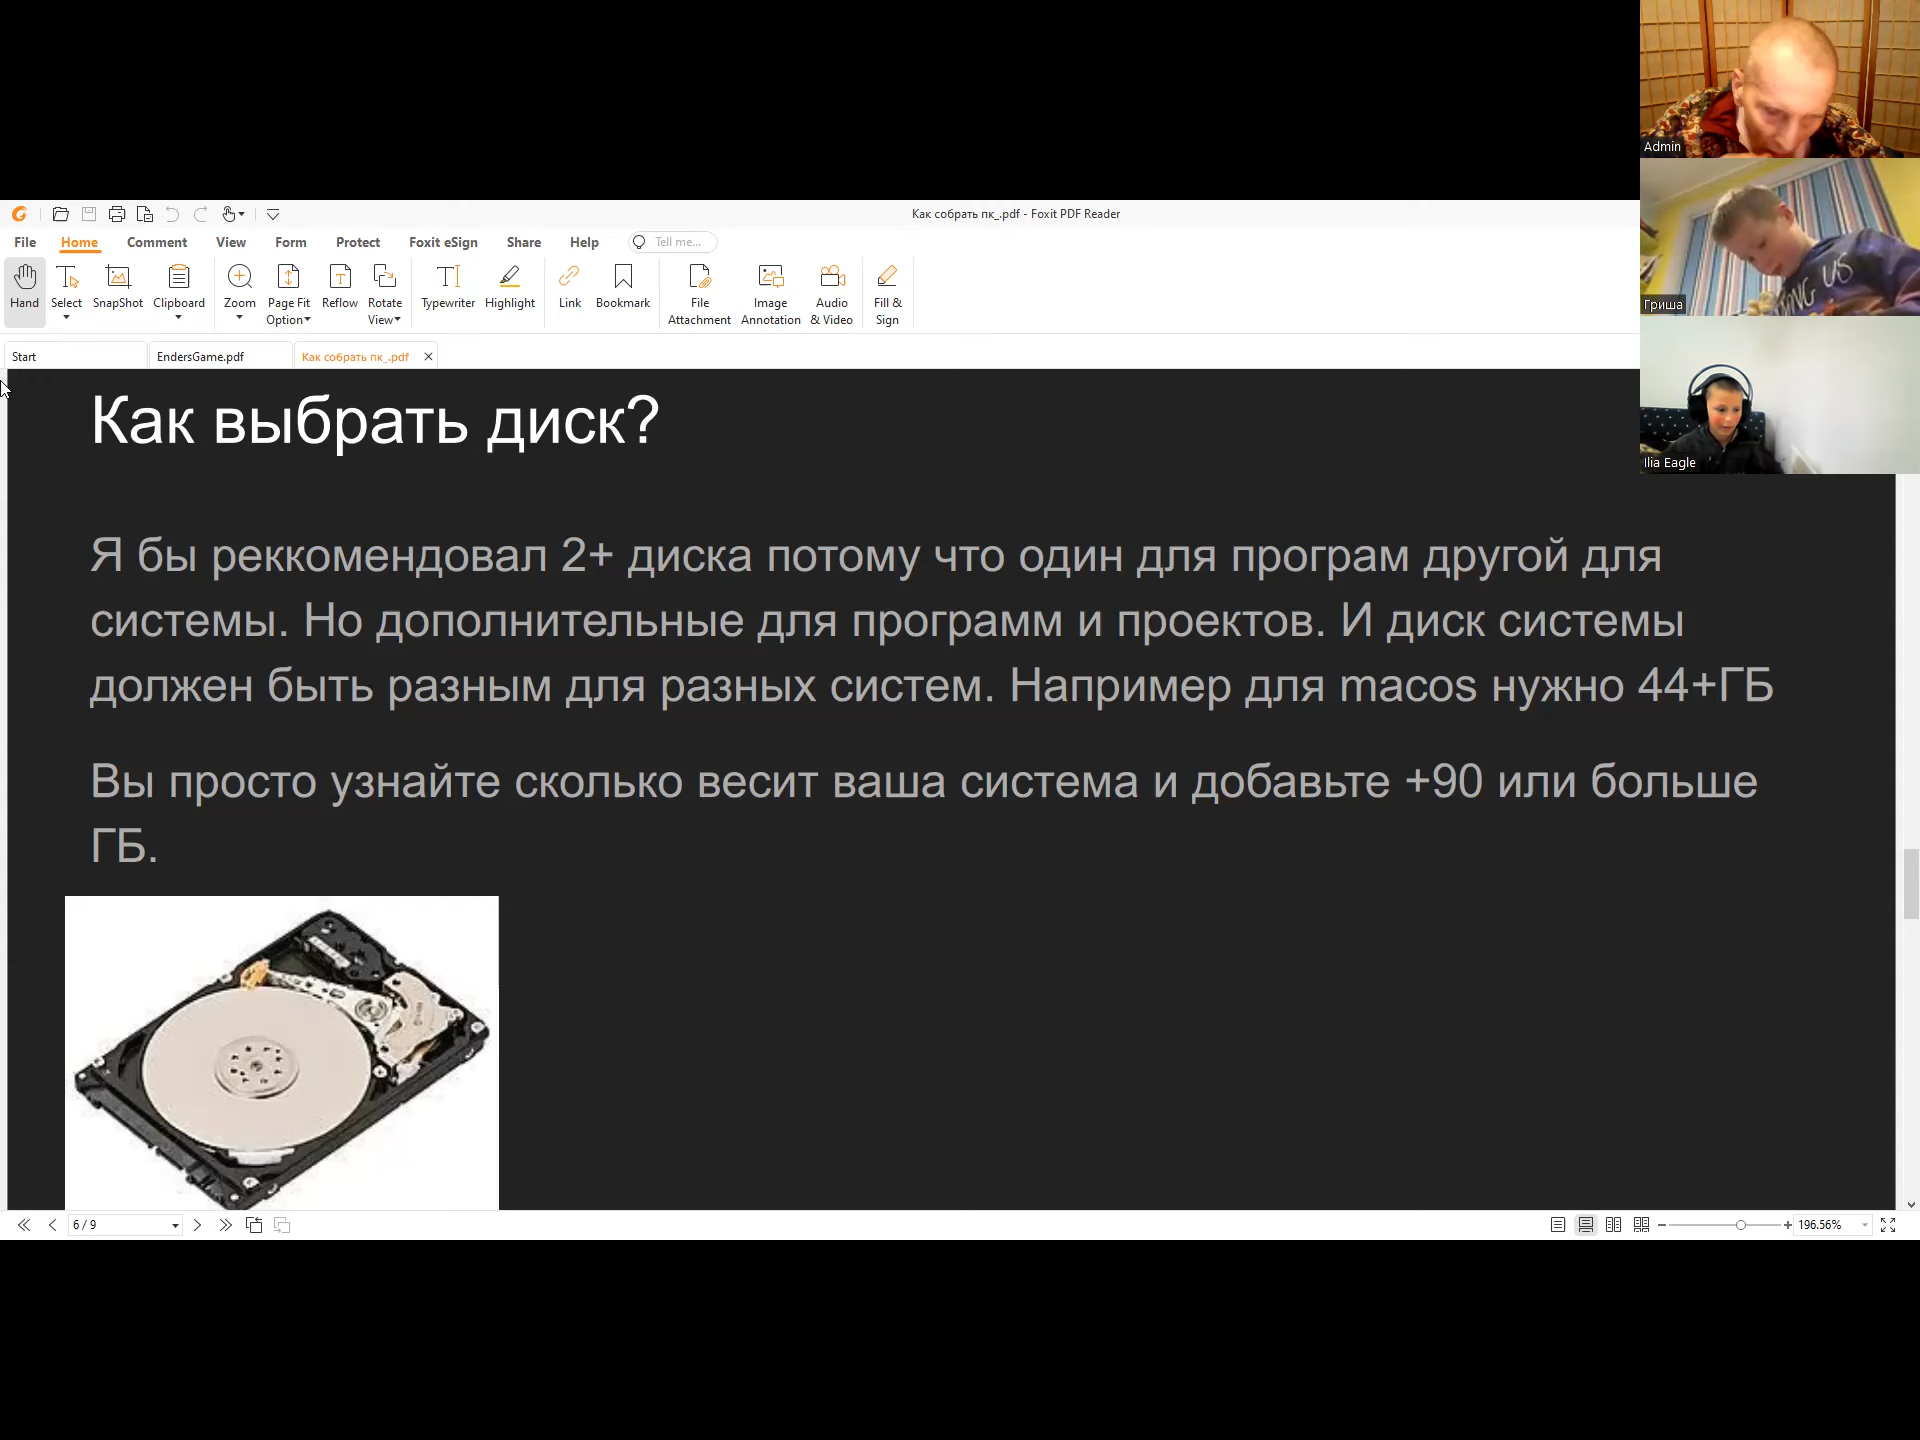 Admin
Как собрать пк_.pdf - Foxit PDF Reader
File Home Comment View Form Protect Foxit eSign Share Help Tell me...
Hand Select SnapShot Clipboard Zoom Page Fit Option Reflow Rotate View Typewriter Highlight Link Bookmark File Attachment Image Annotation Audio & Video Fill & Sign
ONG US
Гриша
Start EndersGame.pdf Как собрать пк_.pdf
Как выбрать диск?
Ilia Eagle
Я бы реккомендовал 2+ диска потому что один для програм другой для
системы. Но дополнительные для программ и проектов. И диск системы
должен быть разным для разных систем. Например для macos нужно 44+ГБ
Вы просто узнайте сколько весит ваша система и добавьте +90 или больше
ГБ.
6 / 9 196.56%